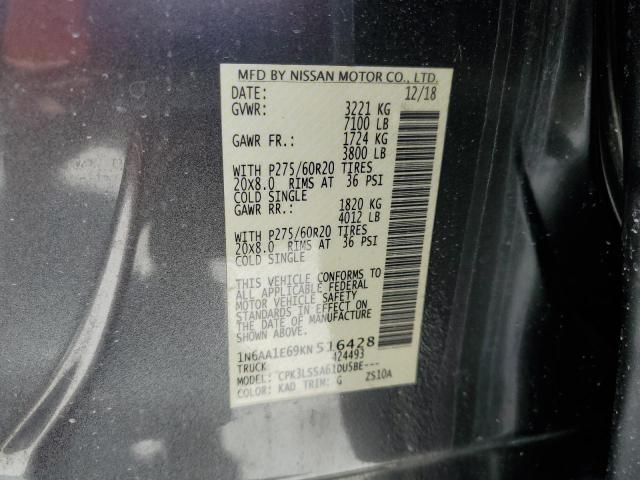 MFD BY NISSAN MOTOR CO., LTD.
DATE: 12/18
GVWR: 3221 KG
7100 LB
GAWR FR.: 1724 KG
3800 LB
WITH P275/60R20 TIRES
20X8.0 RIMS AT 36 PSI
COLD SINGLE
GAWR RR.: 1820 KG
4012 LB
WITH P275/60R20 TIRES
20X8.0 RIMS AT 36 PSI
COLD SINGLE
THIS VEHICLE CONFORMS TO
ALL APPLICABLE FEDERAL
MOTOR VEHICLE SAFETY
STANDARDS IN EFFECT ON
THE DATE OF MANUFACTURE
1N6AA1E69KN516428
TRUCK 424493
MODEL: CPK3LSSA61DU5BE---
COLOR: KAD TRIM: G ZS10A